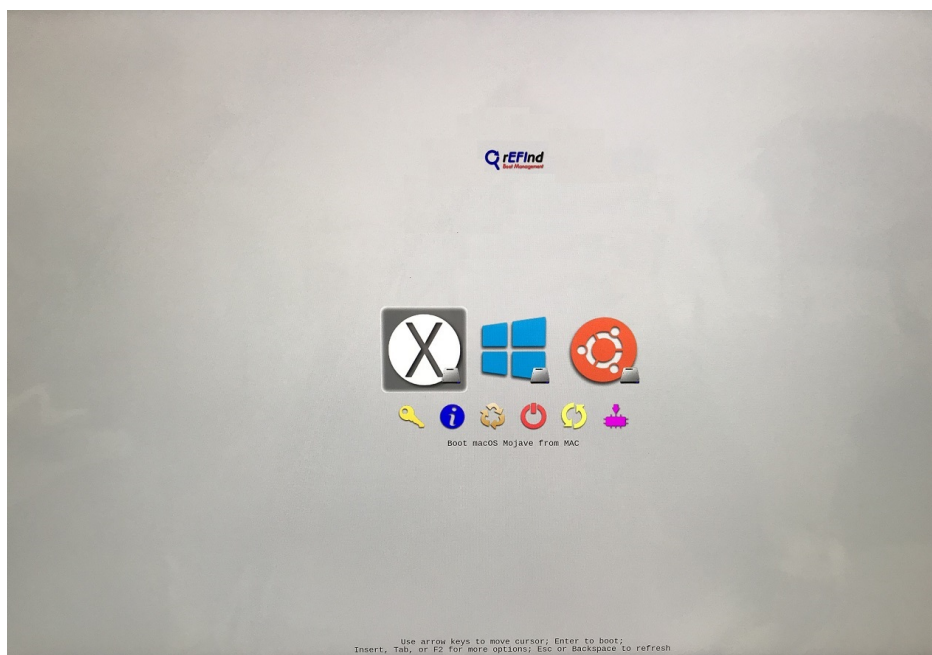 rEFInd
Boot Management
X
i
Boot macOS Mojave from MAC
Use arrow keys to move cursor; Enter to boot;
Insert, Tab, or F2 for more options; Esc or Backspace to refresh